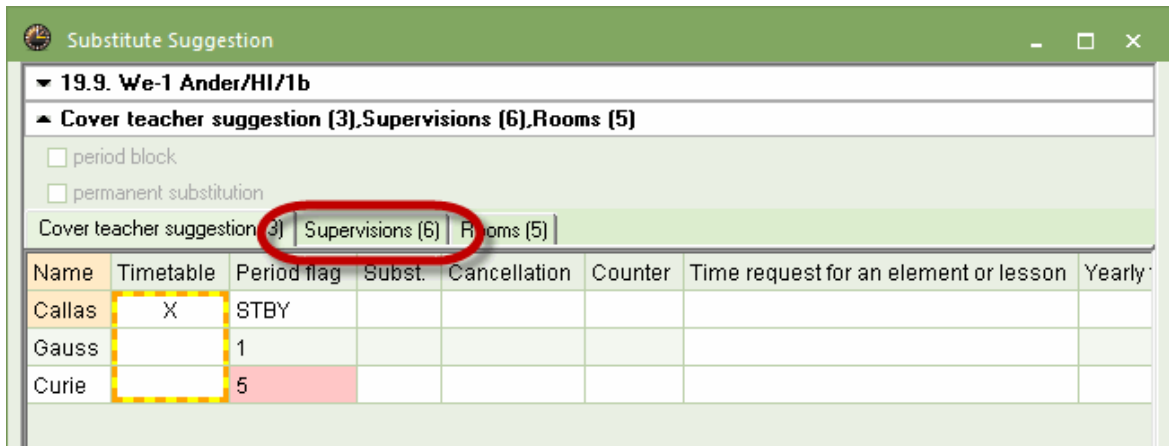 Substitute Suggestion
19.9. We-1 Ander/HI/1b
Cover teacher suggestion (3),Supervisions (6),Rooms (5)
period block
permanent substitution
Cover teacher suggestion (3) Supervisions (6) Rooms (5)
Name Timetable Period flag Subst. Cancellation Counter Time request for an element or lesson Yearly
Callas X STBY
Gauss 1
Curie 5